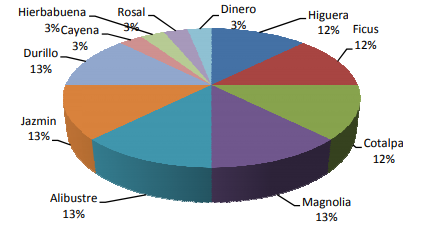 Hierbabuena
3%
Rosal
3%
Dinero
3%
Higuera
12%
Ficus
12%
Cayena
3%
Durillo
13%
Jazmin
13%
Cotalpa
12%
Alibustre
13%
Magnolia
13%